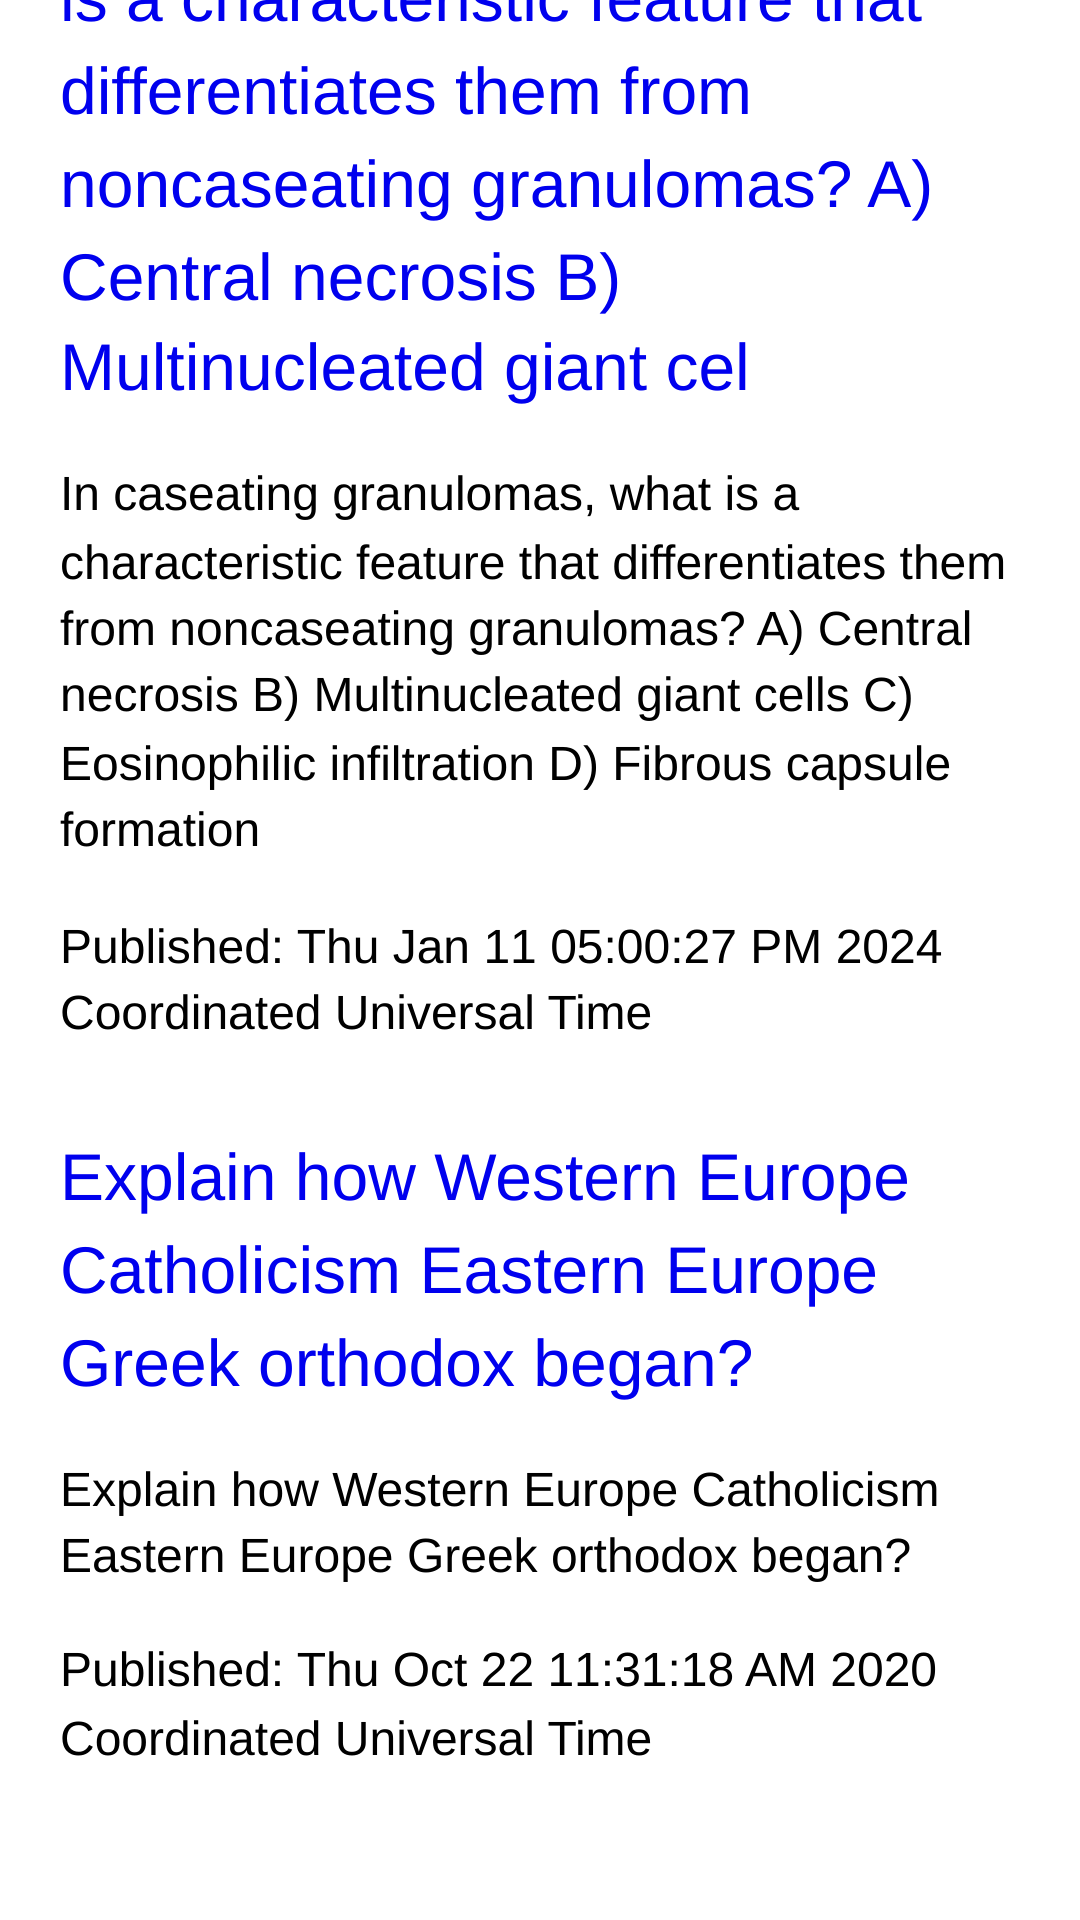 is a characteristic feature that
differentiates them from
noncaseating granulomas? A)
Central necrosis B)
Multinucleated giant cel
In caseating granulomas, what is a
characteristic feature that differentiates them
from noncaseating granulomas? A) Central
necrosis B) Multinucleated giant cells C)
Eosinophilic infiltration D) Fibrous capsule
formation
Published: Thu Jan 11 05:00:27 PM 2024
Coordinated Universal Time
Explain how Western Europe
Catholicism Eastern Europe
Greek orthodox began?
Explain how Western Europe Catholicism
Eastern Europe Greek orthodox began?
Published: Thu Oct 22 11:31:18 AM 2020
Coordinated Universal Time